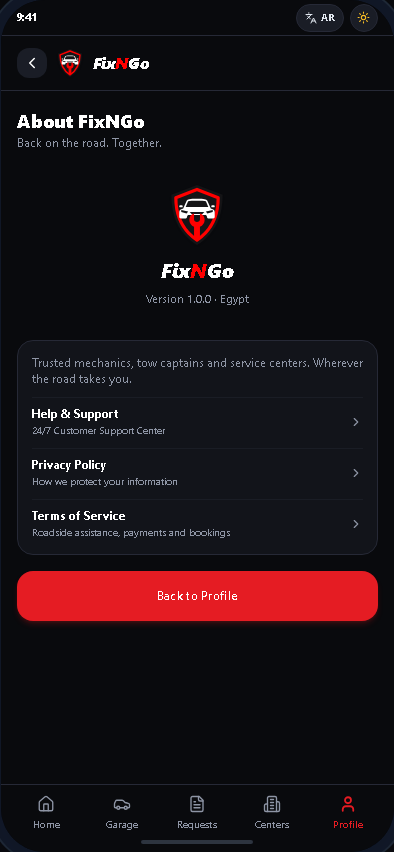 9:41
AR
FixNGo
About FixNGo
Back on the road. Together.
FixNGo
Version 1.0.0 · Egypt
Trusted mechanics, tow captains and service centers. Wherever
the road takes you.
Help & Support
24/7 Customer Support Center
Privacy Policy
How we protect your information
Terms of Service
Roadside assistance, payments and bookings
Back to Profile
Home
Garage
Requests
Centers
Profile